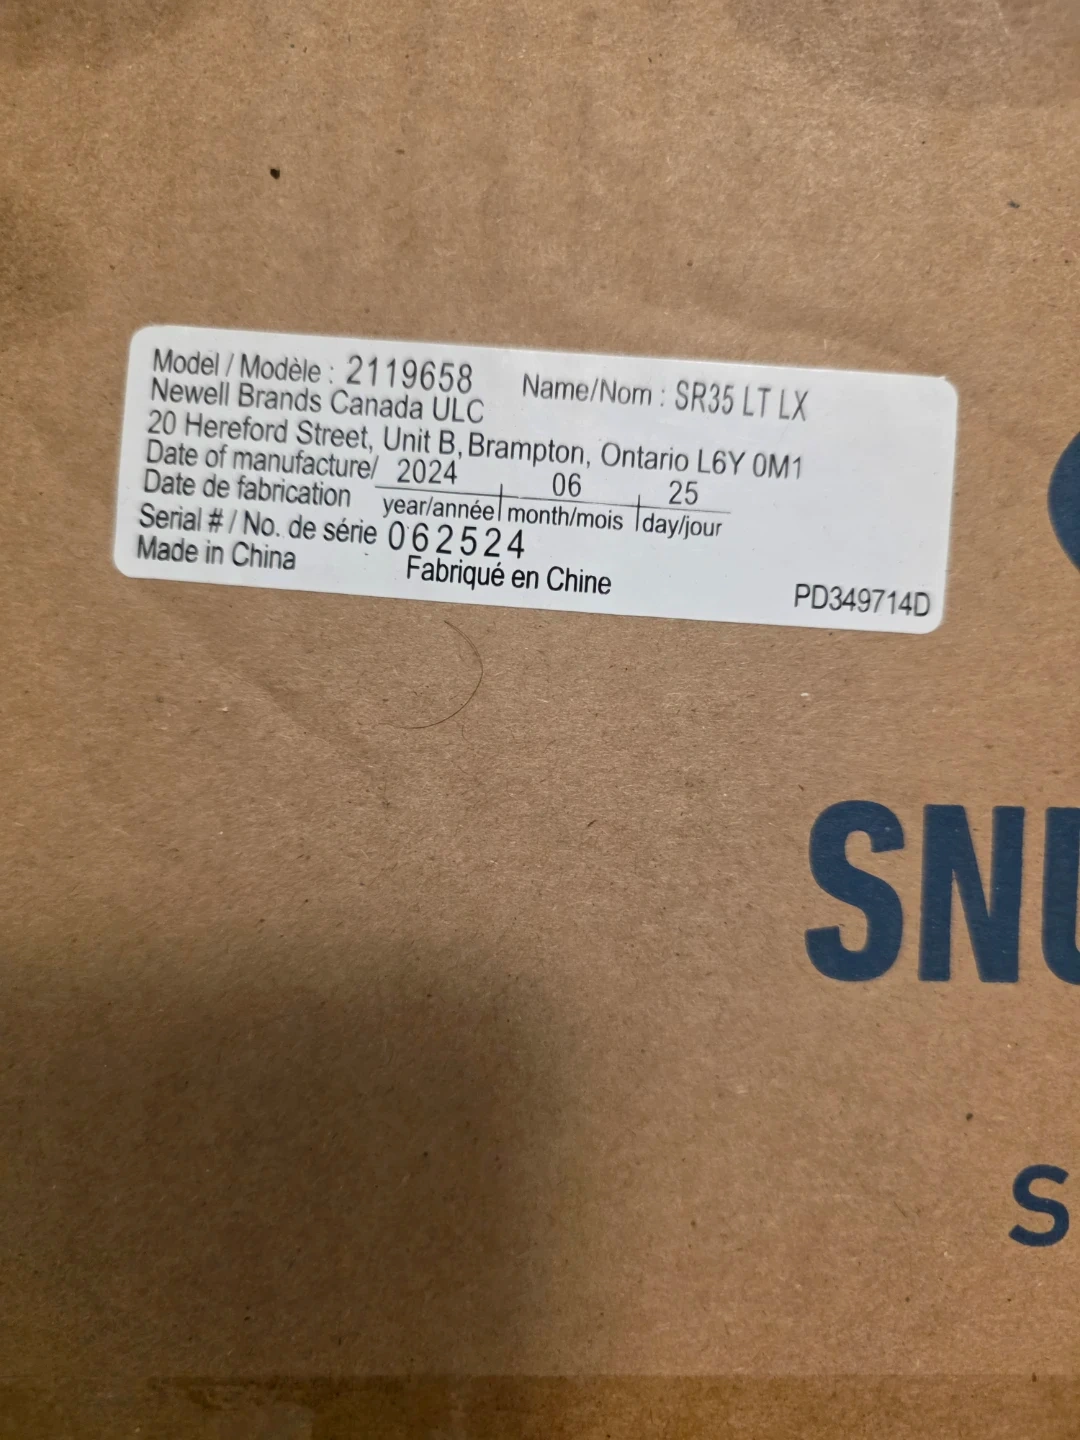 Model / Modèle : 2119658 Name/Nom : SR35 LT LX
Newell Brands Canada ULC
20 Hereford Street, Unit B, Brampton, Ontario L6Y 0M1
Date of manufacture/ 2024 06 25
Date de fabrication year/année month/mois day/jour
Serial # / No. de série 062524
Made in China Fabriqué en Chine PD349714D
SNU
S